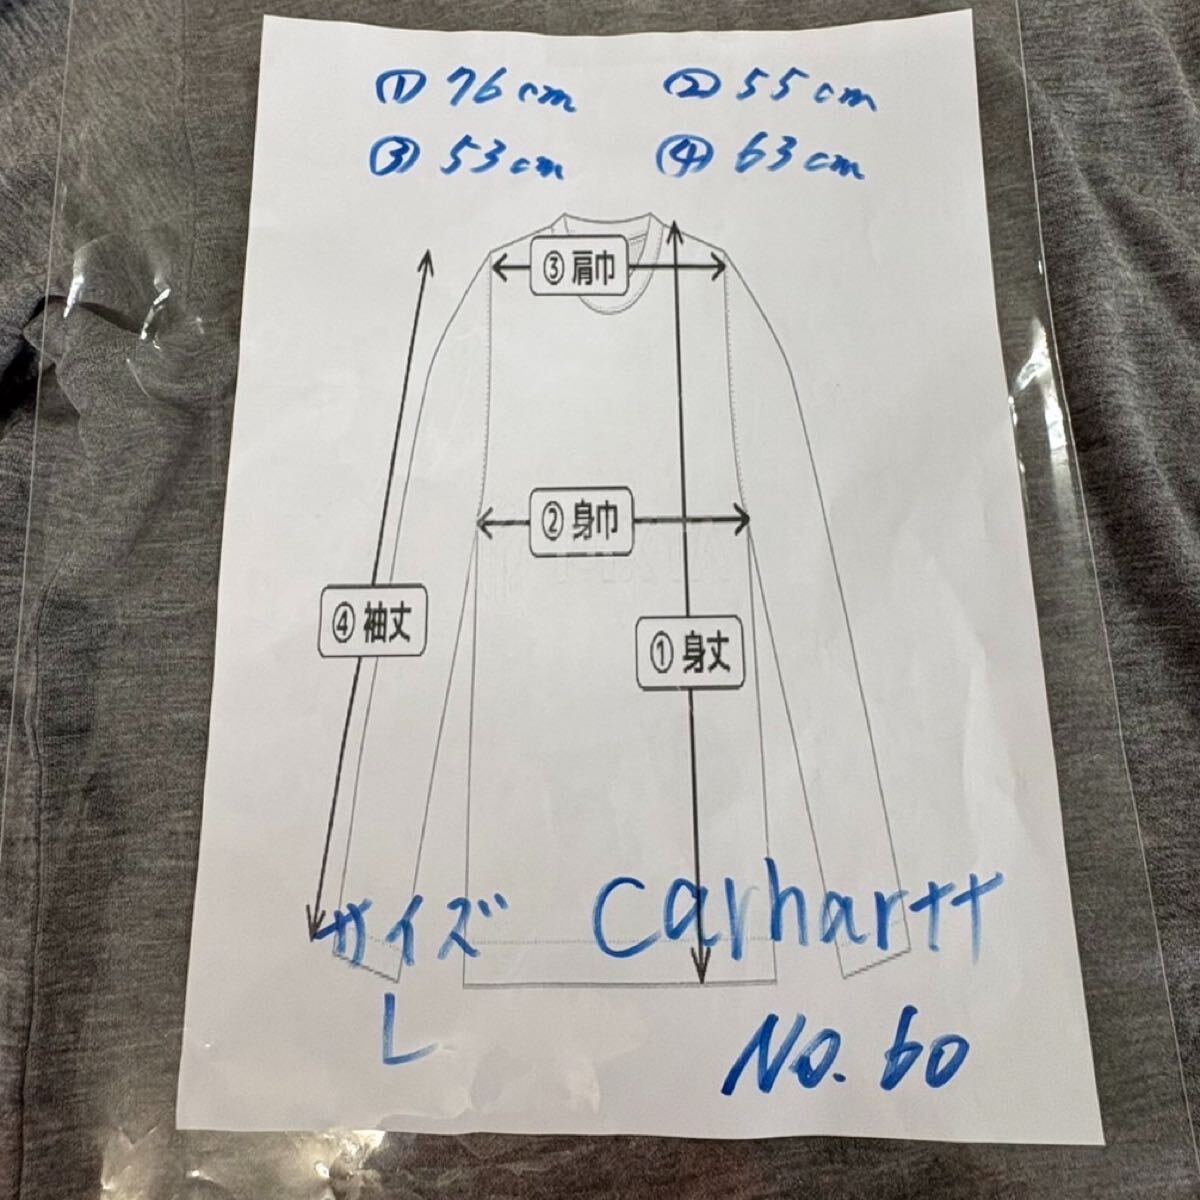 ① 76cm ② 55cm
③ 53cm ④ 63cm
③ 肩巾
② 身巾
④ 袖丈
① 身丈
サイズ carhartt
L
No. 60